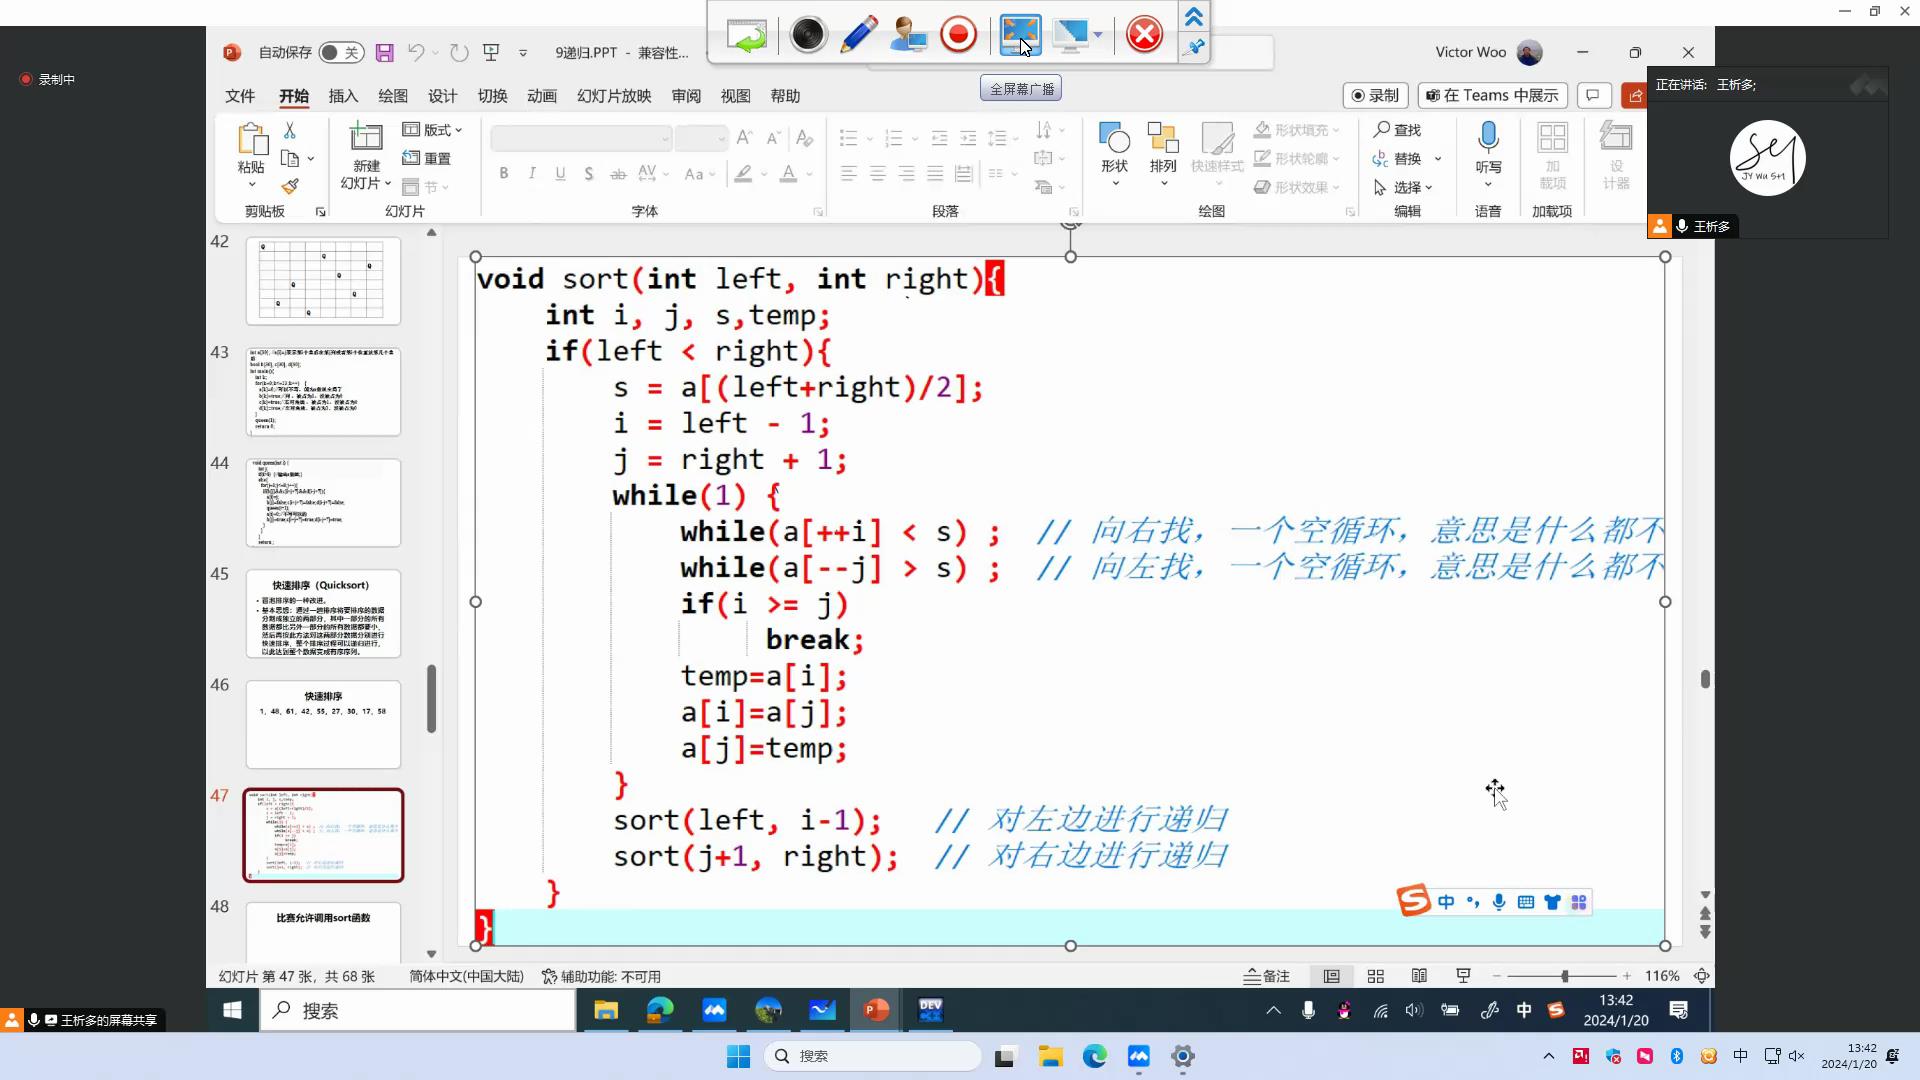 录制中
自动保存 关
9递归.PPT - 兼容性...
Victor Woo
全屏幕广播
文件 开始 插入 绘图 设计 切换 动画 幻灯片放映 审阅 视图 帮助
录制 在 Teams 中展示
正在讲话: 王析多;
王析多
粘贴
剪贴板
新建
幻灯片
版式
重置
节
幻灯片
字体
段落
形状
排列
快速样式
形状填充
形状轮廓
形状效果
绘图
查找
替换
选择
编辑
听写
语音
加
载项
加载项
设
计器
42
43
44
45
快速排序（Quicksort）
46
快速排序
1, 48, 61, 42, 55, 27, 30, 17, 58
47
48
比赛允许调用sort函数
void sort(int left, int right){
int i, j, s,temp;
if(left < right){
s = a[(left+right)/2];
i = left - 1;
j = right + 1;
while(1) {
while(a[++i] < s) ; // 向右找，一个空循环，意思是什么都不
while(a[--j] > s) ; // 向左找，一个空循环，意思是什么都不
if(i >= j)
break;
temp=a[i];
a[i]=a[j];
a[j]=temp;
}
sort(left, i-1); // 对左边进行递归
sort(j+1, right); // 对右边进行递归
}
}
中
幻灯片 第 47 张，共 68 张 简体中文(中国大陆) 辅助功能: 不可用 备注 116%
搜索
DEV
中
13:42
2024/1/20
王析多的屏幕共享
搜索
中
13:42
2024/1/20